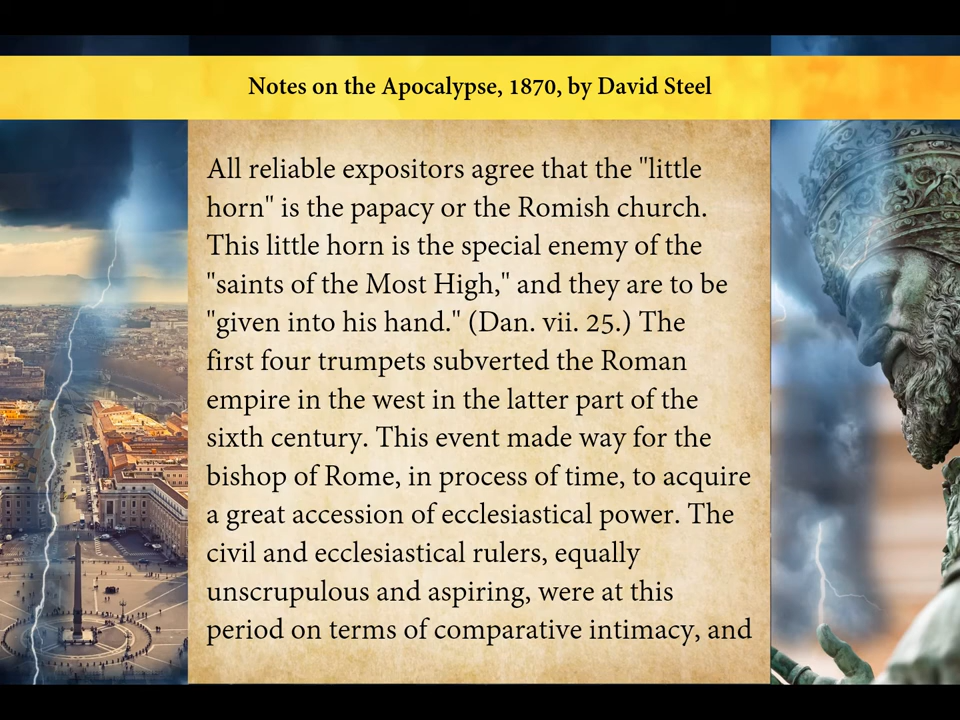 Notes on the Apocalypse, 1870, by David Steel
All reliable expositors agree that the "little
horn" is the papacy or the Romish church.
This little horn is the special enemy of the
"saints of the Most High," and they are to be
"given into his hand." (Dan. vii. 25.) The
first four trumpets subverted the Roman
empire in the west in the latter part of the
sixth century. This event made way for the
bishop of Rome, in process of time, to acquire
a great accession of ecclesiastical power. The
civil and ecclesiastical rulers, equally
unscrupulous and aspiring, were at this
period on terms of comparative intimacy, and